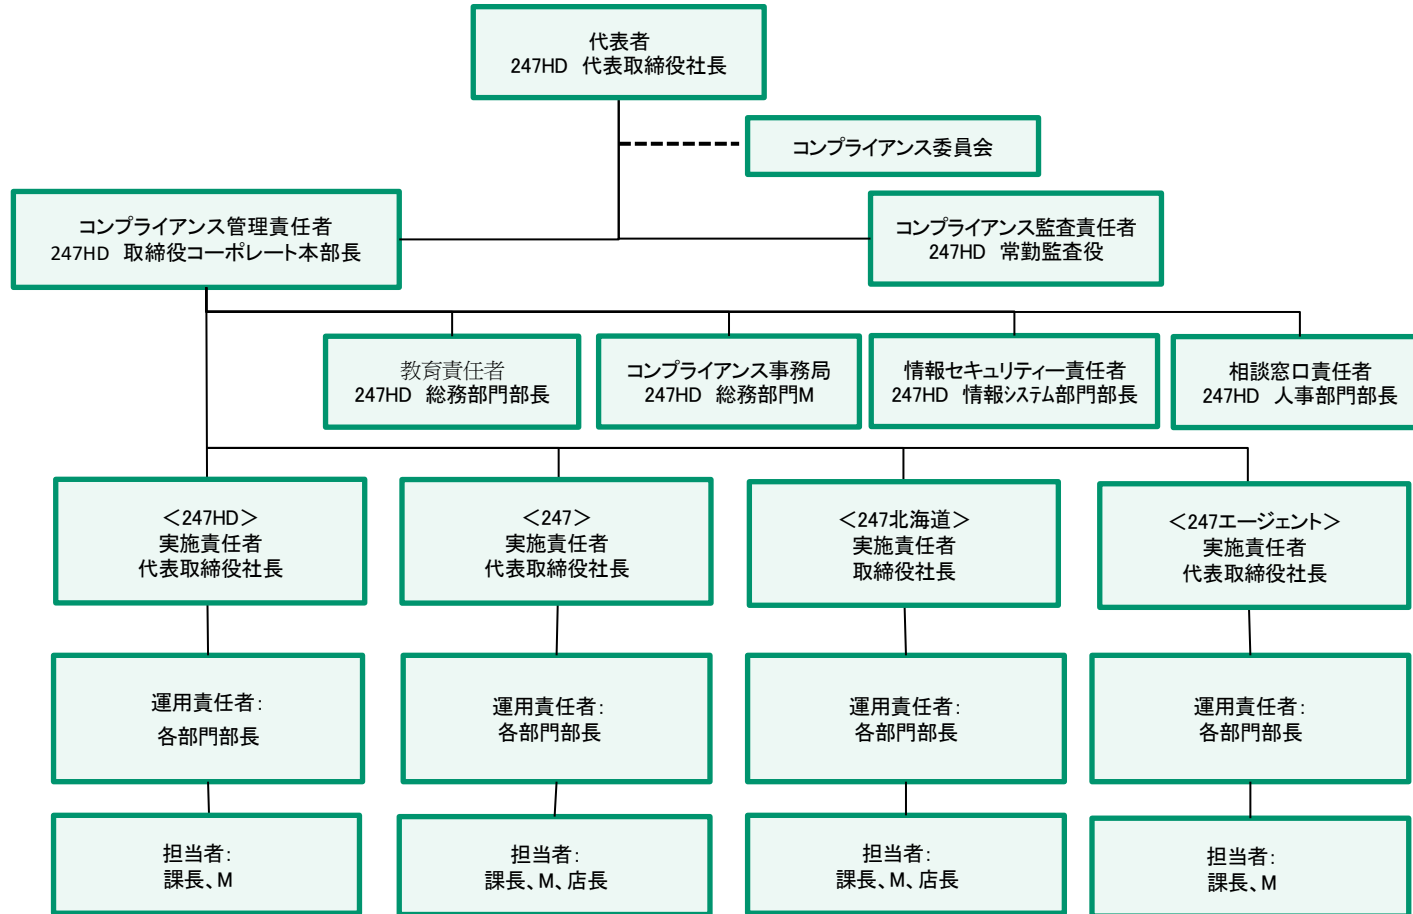 代表者
247HD 代表取締役社長
コンプライアンス委員会
コンプライアンス管理責任者
247HD 取締役コーポレート本部長
コンプライアンス監査責任者
247HD 常勤監査役
教育責任者
247HD 総務部門部長
コンプライアンス事務局
247HD 総務部門M
情報セキュリティー責任者
247HD 情報システム部門部長
相談窓口責任者
247HD 人事部門部長
＜247HD＞
実施責任者
代表取締役社長
＜247＞
実施責任者
代表取締役社長
＜247北海道＞
実施責任者
取締役社長
＜247エージェント＞
実施責任者
代表取締役社長
運用責任者：
各部門部長
運用責任者：
各部門部長
運用責任者：
各部門部長
運用責任者：
各部門部長
担当者：
課長、M
担当者：
課長、M、店長
担当者：
課長、M、店長
担当者：
課長、M